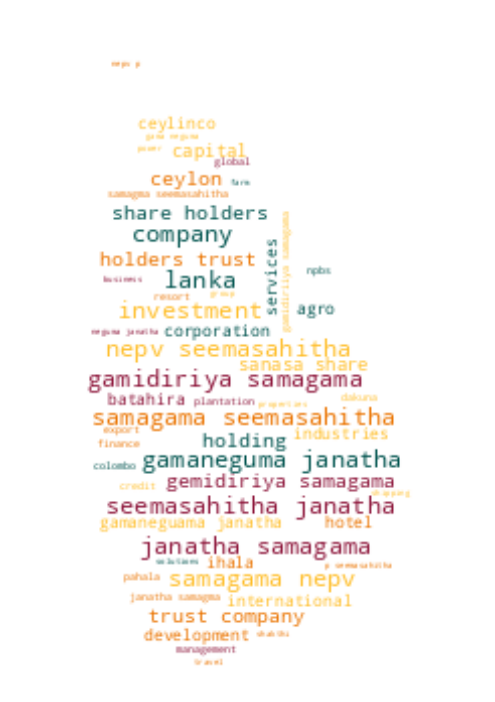 nepv p
ceylinco
gama neguma
power
capital
global
ceylon
farm
samagma seemasahitha
share holders
gamidiriiya samagama
company
services
holders trust
npbs
business
lanka
resort
group
investment
agro
neguma janatha
corporation
nepv seemasahitha
sanasa share
gamidiriya samagama
batahira
plantation
properties
dakuna
samagama seemasahitha
export
industries
finance
holding
colombo
gamaneguma janatha
credit
gemidiriya samagama
shipping
seemasahitha janatha
gamaneguama janatha
hotel
janatha samagama
solutions
ihala
p seemasahitha
pahala
samagama nepv
janatha samagma
international
trust company
development
shakthi
management
travel